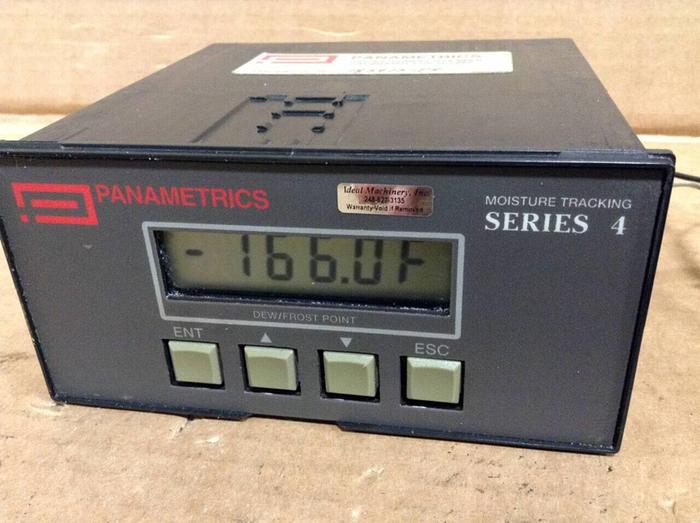 PANAMETRICS
PANAMETRICS
Ideal Machinery, Inc.
Warranty Void if Removed
MOISTURE TRACKING
SERIES 4
-166.0F
DEW/FROST POINT
ENT
▲
▼
ESC